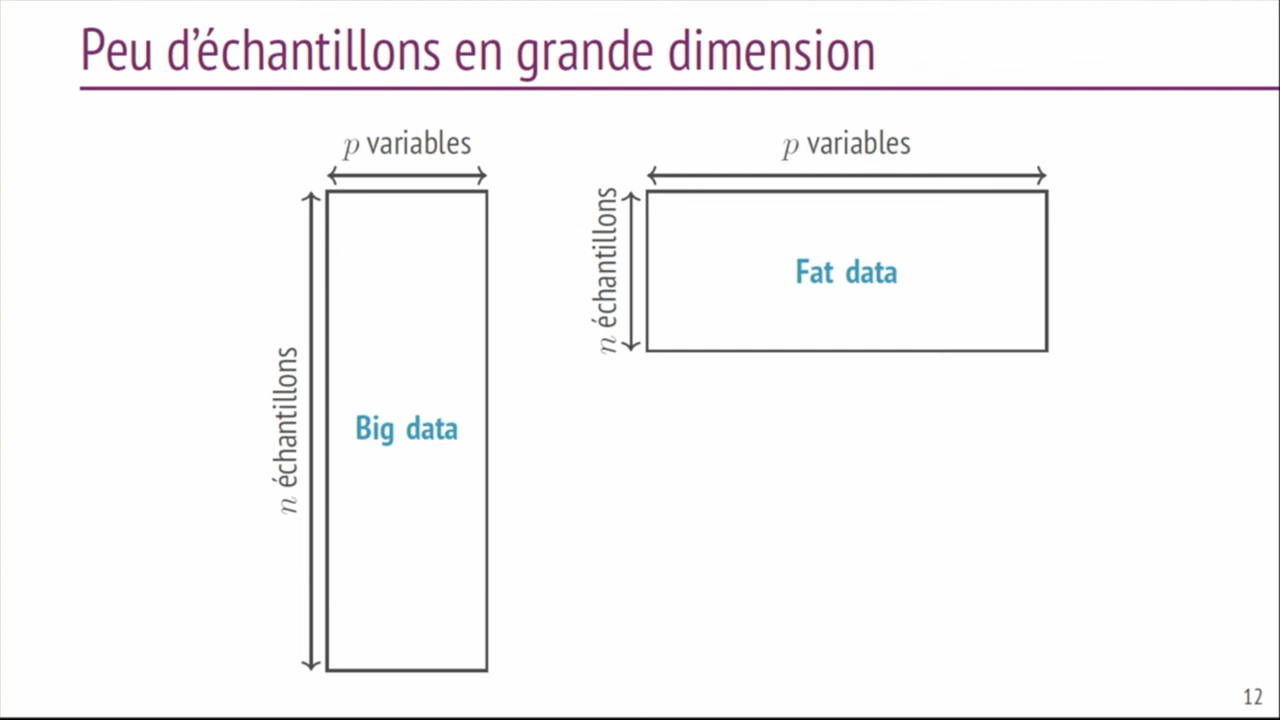 Peu d'échantillons en grande dimension
p variables
n échantillons
Big data
p variables
n échantillons
Fat data
12